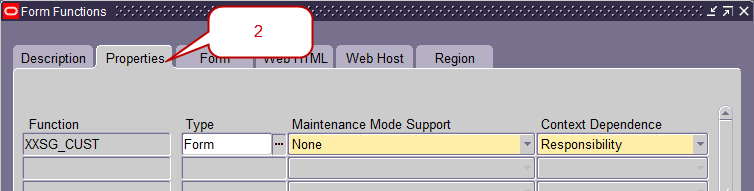 Form Functions
2
Description Properties Form Web HTML Web Host Region
Function Type Maintenance Mode Support Context Dependence
XXSG_CUST Form ... None Responsibility